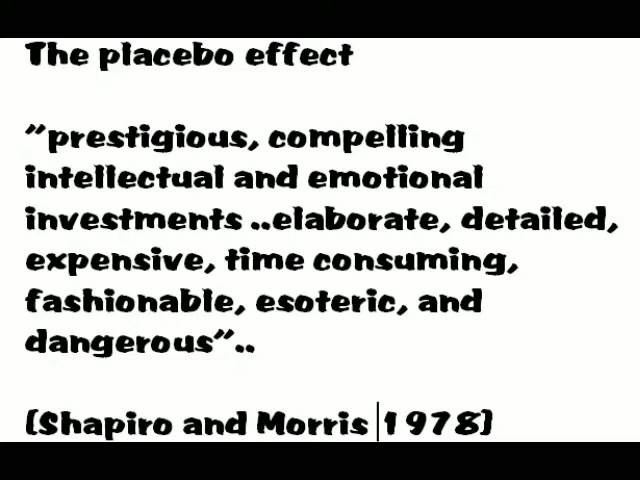 The placebo effect
"prestigious, compelling
intellectual and emotional
investments ..elaborate, detailed,
expensive, time consuming,
fashionable, esoteric, and
dangerous"..
(Shapiro and Morris 1978)